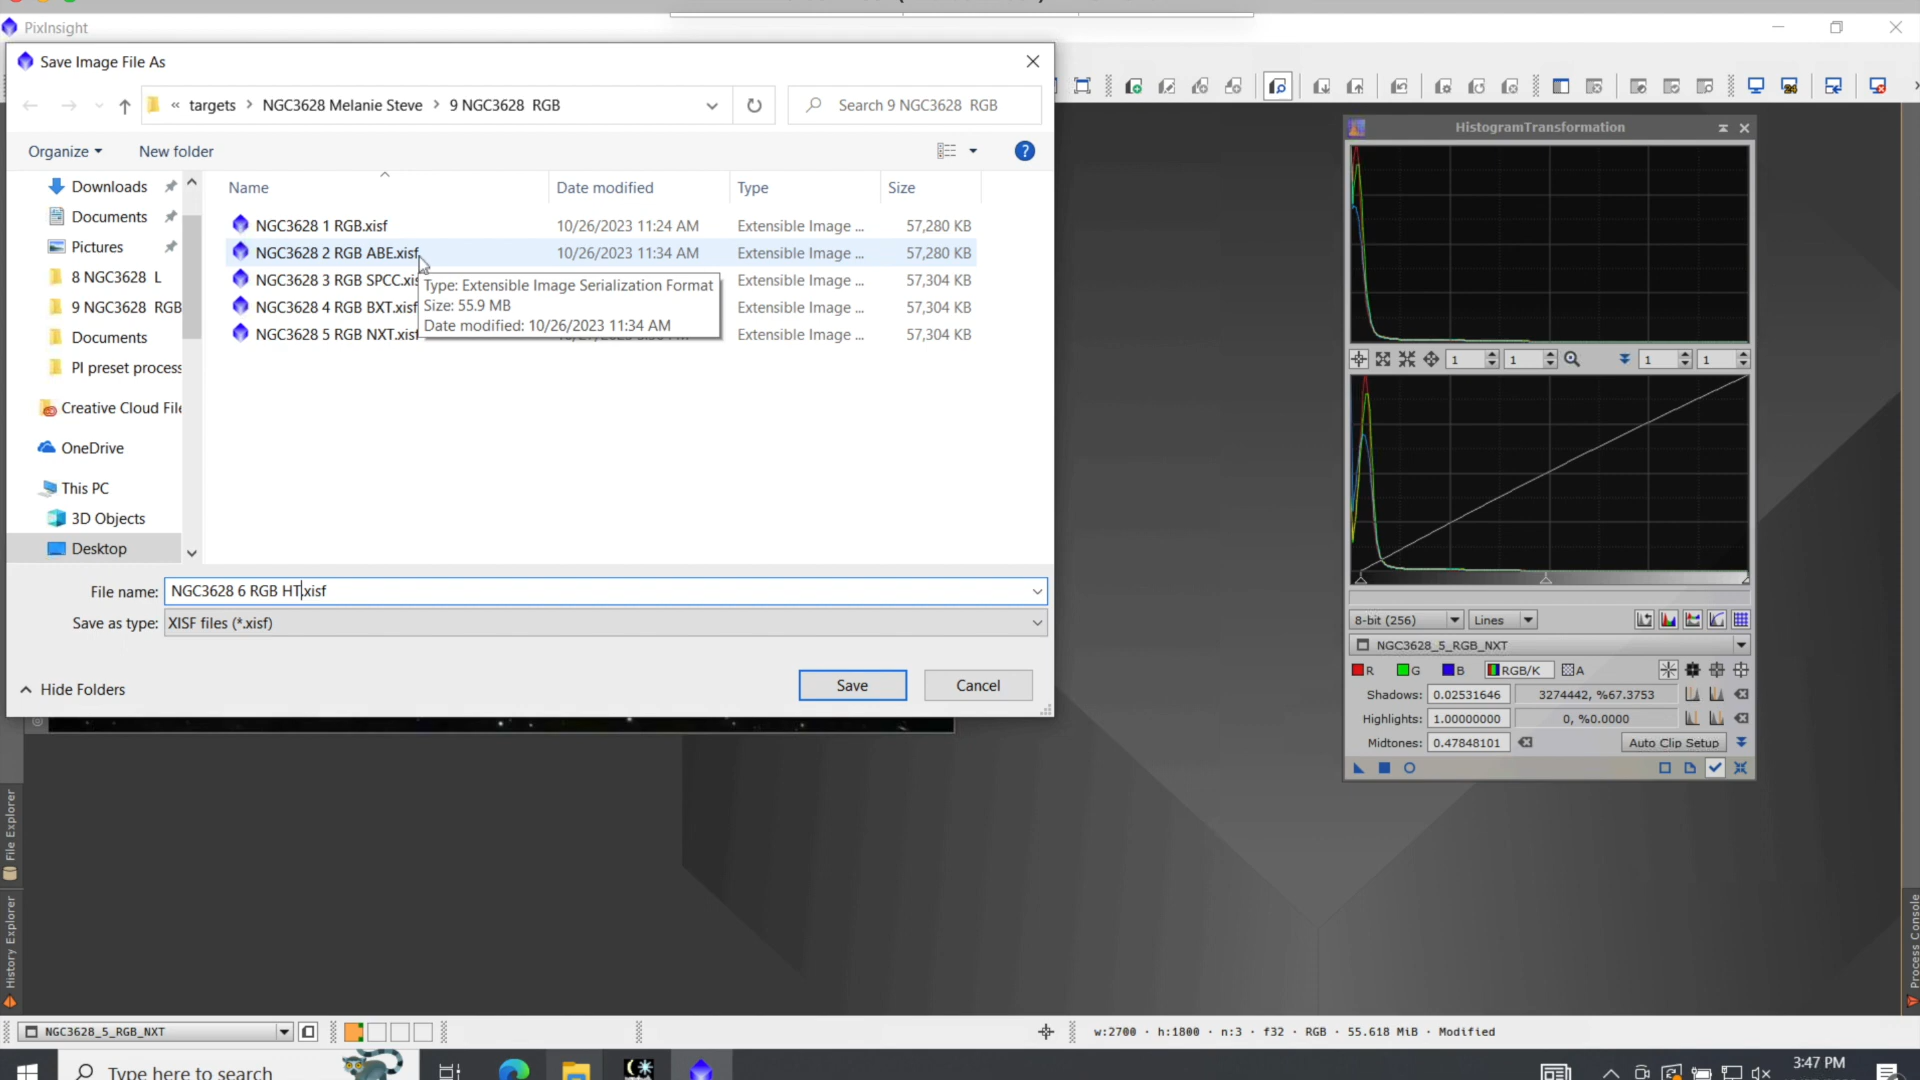 PixInsight
Save Image File As
« targets › NGC3628 Melanie Steve › 9 NGC3628 RGB
Search 9 NGC3628 RGB
Organize
New folder
Name
Date modified
Type
Size
Downloads
Documents
Pictures
8 NGC3628 L
9 NGC3628 RGB
Documents
PI preset process
Creative Cloud File
OneDrive
This PC
3D Objects
Desktop
NGC3628 1 RGB.xisf 10/26/2023 11:24 AM Extensible Image ... 57,280 KB
NGC3628 2 RGB ABE.xisf 10/26/2023 11:34 AM Extensible Image ... 57,280 KB
NGC3628 3 RGB SPCC.xis Extensible Image ... 57,304 KB
NGC3628 4 RGB BXT.xisf Extensible Image ... 57,304 KB
NGC3628 5 RGB NXT.xisf Extensible Image ... 57,304 KB
Type: Extensible Image Serialization Format
Size: 55.9 MB
Date modified: 10/26/2023 11:34 AM
File name: NGC3628 6 RGB HT.xisf
Save as type: XISF files (*.xisf)
Hide Folders
Save
Cancel
HistogramTransformation
1 1 1 1
8-bit (256) Lines
NGC3628_5_RGB_NXT
R G B RGB/K A
Shadows: 0.02531646 3274442, %67.3753
Highlights: 1.00000000 0, %0.0000
Midtones: 0.47848101 Auto Clip Setup
File Explorer
History Explorer
Process Console
NGC3628_5_RGB_NXT
w:2700 · h:1800 · n:3 · f32 · RGB · 55.618 MiB · Modified
Type here to search
3:47 PM